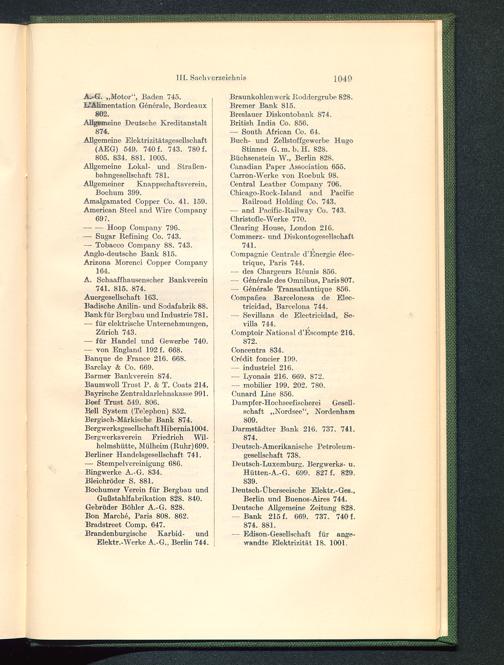 III. Sachverzeichnis 1049
A.-G. „Motor“, Baden 745.
L'Alimentation Générale, Bordeaux
802.
Allgemeine Deutsche Kreditanstalt
874.
Allgemeine Elektrizitätsgesellschaft
(AEG) 549. 740 f. 743. 780 f.
805. 834. 881. 1005.
Allgemeine Lokal- und Straßen-
bahngesellschaft 781.
Allgemeiner Knappschaftsverein,
Bochum 399.
Amalgamated Copper Co. 41. 159.
American Steel and Wire Company
697.
— — Hoop Company 796.
— Sugar Refining Co. 743.
— Tobacco Company 88. 743.
Anglo-deutsche Bank 815.
Arizona Morenci Copper Company
164.
A. Schaaffhausenscher Bankverein
741. 815. 874.
Auergesellschaft 163.
Badische Anilin- und Sodafabrik 88.
Bank für Bergbau und Industrie 781.
— für elektrische Unternehmungen,
Zürich 743.
— für Handel und Gewerbe 740.
— von England 192 f. 668.
Banque de France 216. 668.
Barclay & Co. 669.
Barmer Bankverein 874.
Baumwoll Trust P. & T. Coats 214.
Bayrische Zentraldarlehnskasse 991.
Beef Trust 549. 806.
Bell System (Telephon) 852.
Bergisch-Märkische Bank 874.
Bergwerksgesellschaft Hibernia 1004.
Bergwerksverein Friedrich Wil-
helmshütte, Mülheim (Ruhr) 699.
Berliner Handelsgesellschaft 741.
— Stempelvereinigung 686.
Bingwerke A.-G. 834.
Bleichröder S. 881.
Bochumer Verein für Bergbau und
Gußstahlfabrikation 828. 840.
Gebrüder Böhler A.-G. 828.
Bon Marché, Paris 808. 862.
Bradstreet Comp. 647.
Brandenburgische Karbid- und
Elektr.-Werke A.-G., Berlin 744.
Braunkohlenwerk Roddergrube 828.
Bremer Bank 815.
Breslauer Diskontobank 874.
British India Co. 856.
— South African Co. 64.
Buch- und Zellstoffgewerbe Hugo
Stinnes G. m. b. H. 828.
Büchsenstein W., Berlin 828.
Canadian Paper Association 655.
Carron-Werke von Roebuk 98.
Central Leather Company 706.
Chicago-Rock-Island and Pacific
Railroad Holding Co. 743.
— and Pacific-Railway Co. 743.
Christofle-Werke 770.
Clearing House, London 216.
Commerz- und Diskontogesellschaft
741.
Compagnie Centrale d'Énergie élec-
trique, Paris 744.
— des Chargeurs Réunis 856.
— Générale des Omnibus, Paris 807.
— Générale Transatlantique 856.
Compañea Barcelonesa de Elec-
tricidad, Barcelona 744.
— Sevillana de Electricidad, Se-
villa 744.
Comptoir National d'Éscompte 216.
872.
Concentra 834.
Crédit foncier 199.
— industriel 216.
— Lyonais 216. 669. 872.
— mobilier 199. 202. 780.
Cunard Line 856.
Dampfer-Hochseefischerei Gesell-
schaft „Nordsee“, Nordenham
809.
Darmstädter Bank 216. 737. 741.
874.
Deutsch-Amerikanische Petroleum-
gesellschaft 738.
Deutsch-Luxemburg. Bergwerks- u.
Hütten-A.-G. 699. 827 f. 829.
839.
Deutsch-Überseeische Elektr.-Ges.,
Berlin und Buenos-Aires 744.
Deutsche Allgemeine Zeitung 828.
— Bank 215 f. 669. 737. 740 f.
874. 881.
— Edison-Gesellschaft für ange-
wandte Elektrizität 18. 1001.